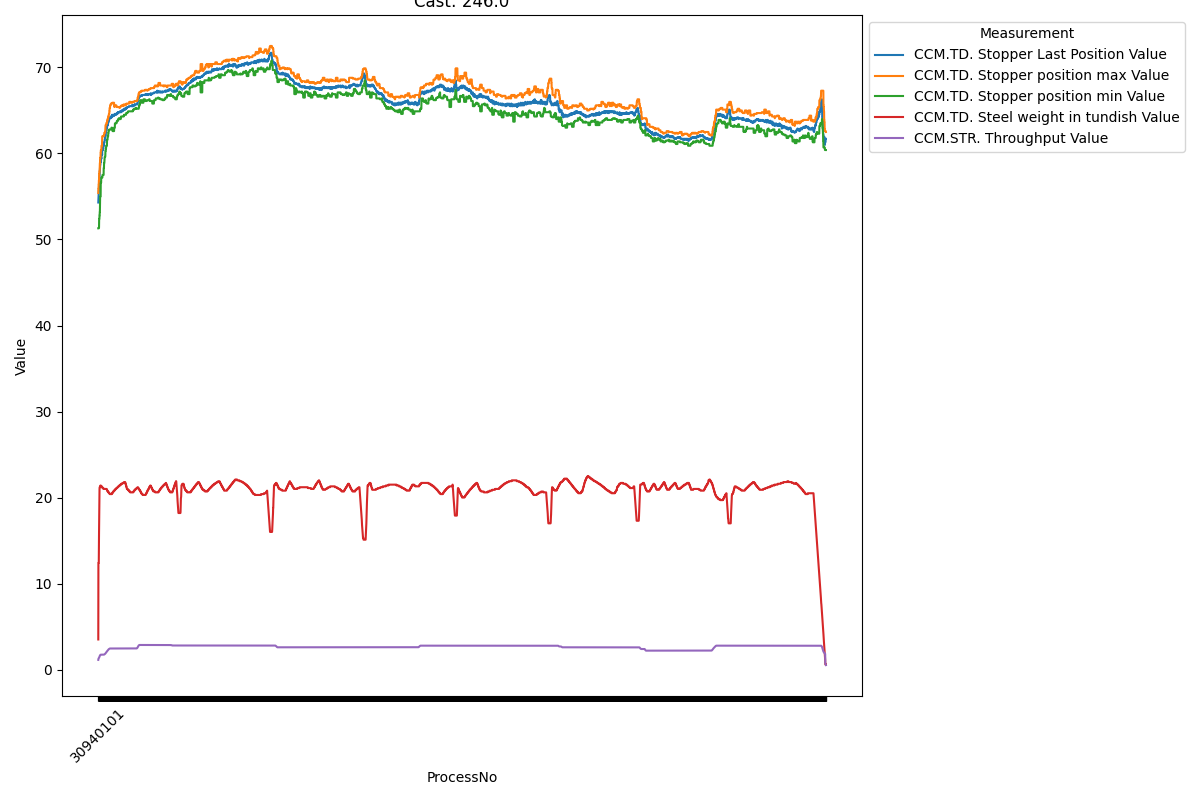 Cast: 246.0
Measurement
CCM.TD. Stopper Last Position Value
CCM.TD. Stopper position max Value
CCM.TD. Stopper position min Value
CCM.TD. Steel weight in tundish Value
CCM.STR. Throughput Value
70
60
50
40
30
20
10
0
Value
30940101
ProcessNo